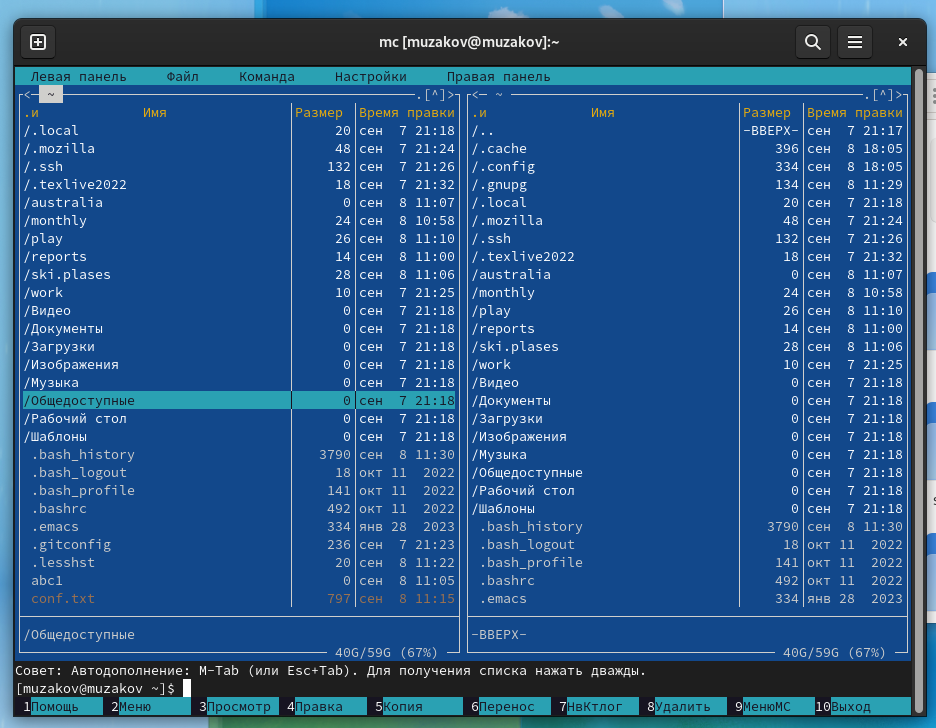 mc [muzakov@muzakov]:~
Левая панель Файл Команда Настройки Правая панель
<─ ~ .[^]> <─ ~ .[^]>
.и Имя Размер Время правки .и Имя Размер Время правки
/.local 20 сен 7 21:18 /.. -ВВЕРХ- сен 7 21:17
/.mozilla 48 сен 7 21:24 /.cache 396 сен 8 18:05
/.ssh 132 сен 7 21:26 /.config 334 сен 8 18:05
/.texlive2022 18 сен 7 21:32 /.gnupg 134 сен 8 11:29
/australia 0 сен 8 11:07 /.local 20 сен 7 21:18
/monthly 24 сен 8 10:58 /.mozilla 48 сен 7 21:24
/play 26 сен 8 11:10 /.ssh 132 сен 7 21:26
/reports 14 сен 8 11:00 /.texlive2022 18 сен 7 21:32
/ski.plases 28 сен 8 11:06 /australia 0 сен 8 11:07
/work 10 сен 7 21:25 /monthly 24 сен 8 10:58
/Видео 0 сен 7 21:18 /play 26 сен 8 11:10
/Документы 0 сен 7 21:18 /reports 14 сен 8 11:00
/Загрузки 0 сен 7 21:18 /ski.plases 28 сен 8 11:06
/Изображения 0 сен 7 21:18 /work 10 сен 7 21:25
/Музыка 0 сен 7 21:18 /Видео 0 сен 7 21:18
/Общедоступные 0 сен 7 21:18 /Документы 0 сен 7 21:18
/Рабочий стол 0 сен 7 21:18 /Загрузки 0 сен 7 21:18
/Шаблоны 0 сен 7 21:18 /Изображения 0 сен 7 21:18
.bash_history 3790 сен 8 11:30 /Музыка 0 сен 7 21:18
.bash_logout 18 окт 11 2022 /Общедоступные 0 сен 7 21:18
.bash_profile 141 окт 11 2022 /Рабочий стол 0 сен 7 21:18
.bashrc 492 окт 11 2022 /Шаблоны 0 сен 7 21:18
.emacs 334 янв 28 2023 .bash_history 3790 сен 8 11:30
.gitconfig 236 сен 7 21:23 .bash_logout 18 окт 11 2022
.lesshst 20 сен 8 11:22 .bash_profile 141 окт 11 2022
abc1 0 сен 8 11:05 .bashrc 492 окт 11 2022
conf.txt 797 сен 8 11:15 .emacs 334 янв 28 2023
/Общедоступные -ВВЕРХ-
40G/59G (67%) 40G/59G (67%)
Совет: Автодополнение: M-Tab (или Esc+Tab). Для получения списка нажать дважды.
[muzakov@muzakov ~]$
1Помощь 2Меню 3Просмотр 4Правка 5Копия 6Перенос 7НвКтлог 8Удалить 9МенюМС 10Выход